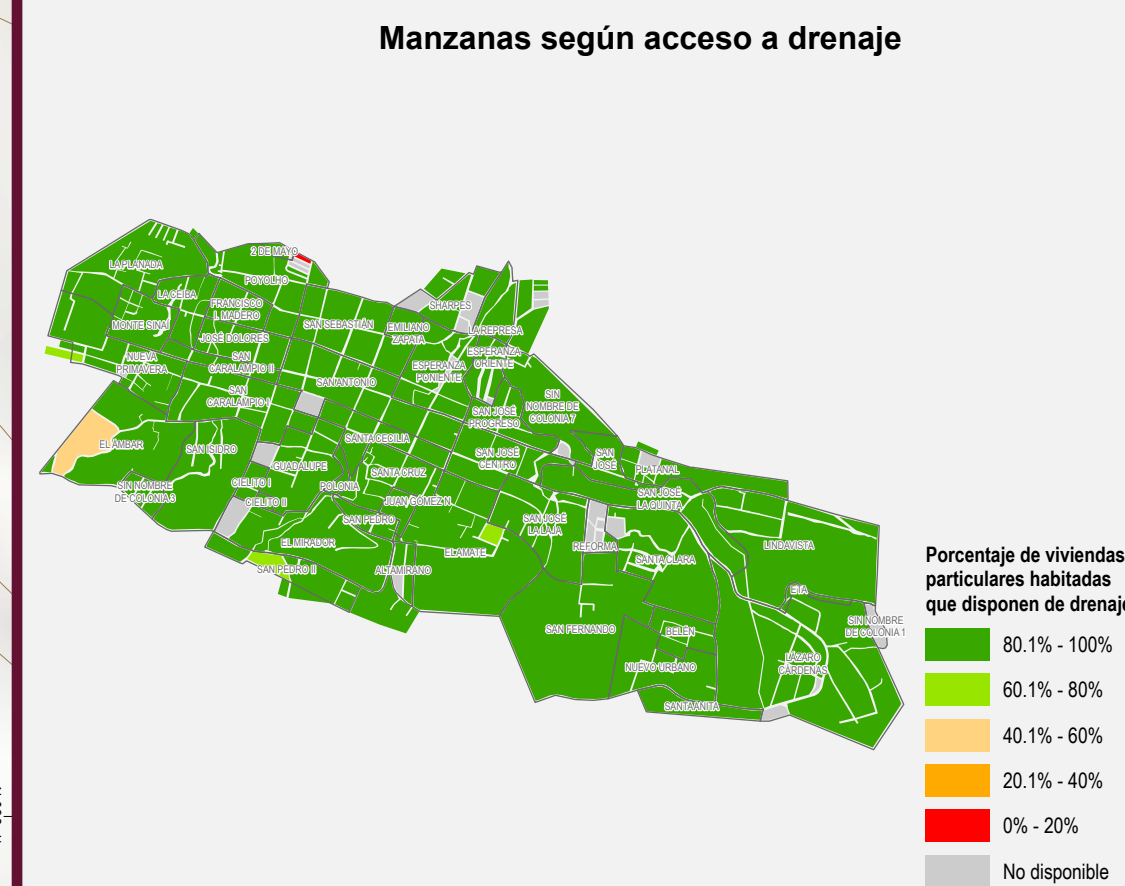 Manzanas según acceso a drenaje
2 DE MAYO
LA PLANADA
POYOLHO
LA CEIBA
FRANCISCO
I. MADERO
SHARPES
MONTE SINAÍ
SAN SEBASTIÁN
EMILIANO
ZAPATA
LA REPRESA
JOSÉ DOLORES
NUEVA
PRIMAVERA
SAN
CARALAMPIO II
ESPERANZA
ORIENTE
ESPERANZA
PONIENTE
SAN ANTONIO
SAN
CARALAMPIO I
SIN
NOMBRE DE
COLONIA 7
SAN JOSÉ
PROGRESO
EL AMBAR
SAN ISIDRO
SANTA CECILIA
SAN JOSÉ
CENTRO
SAN
JOSÉ
PLATANAL
GUADALUPE
SANTA CRUZ
SIN NOMBRE
DE COLONIA 3
CIELITO I
POLONIA
CIELITO II
JUAN GOMÉZ N.
SAN JOSÉ
LA QUINTA
SAN PEDRO
SAN JOSÉ
LA LAJA
EL MIRADOR
EL AMATE
REFORMA
SANTA CLARA
LINDAVISTA
SAN PEDRO II
ALTAMIRANO
ETA
SAN FERNANDO
BELÉN
SIN NOMBRE
DE COLONIA 1
NUEVO URBANO
LÁZARO
CÁRDENAS
SANTA ANITA
Porcentaje de viviendas
particulares habitadas
que disponen de drenaje
80.1% - 100%
60.1% - 80%
40.1% - 60%
20.1% - 40%
0% - 20%
No disponible